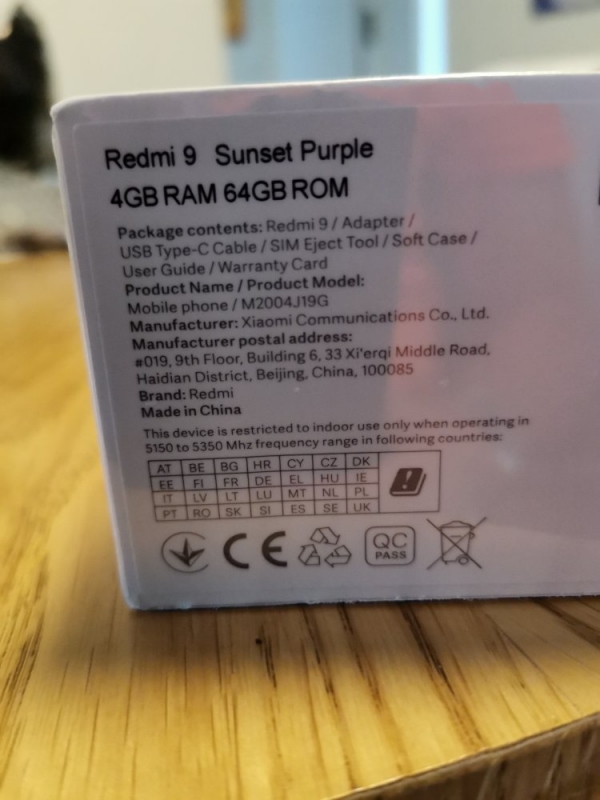 Redmi 9 Sunset Purple
4GB RAM 64GB ROM
Package contents: Redmi 9 / Adapter /
USB Type-C Cable / SIM Eject Tool / Soft Case /
User Guide / Warranty Card
Product Name / Product Model:
Mobile phone / M2004J19G
Manufacturer: Xiaomi Communications Co., Ltd.
Manufacturer postal address:
#019, 9th Floor, Building 6, 33 Xi'erqi Middle Road,
Haidian District, Beijing, China, 100085
Brand: Redmi
Made in China
This device is restricted to indoor use only when operating in
5150 to 5350 Mhz frequency range in following countries:
AT BE BG HR CY CZ DK
EE FI FR DE EL HU IE
IT LV LT LU MT NL PL
PT RO SK SI ES SE UK
CE
QC
PASS